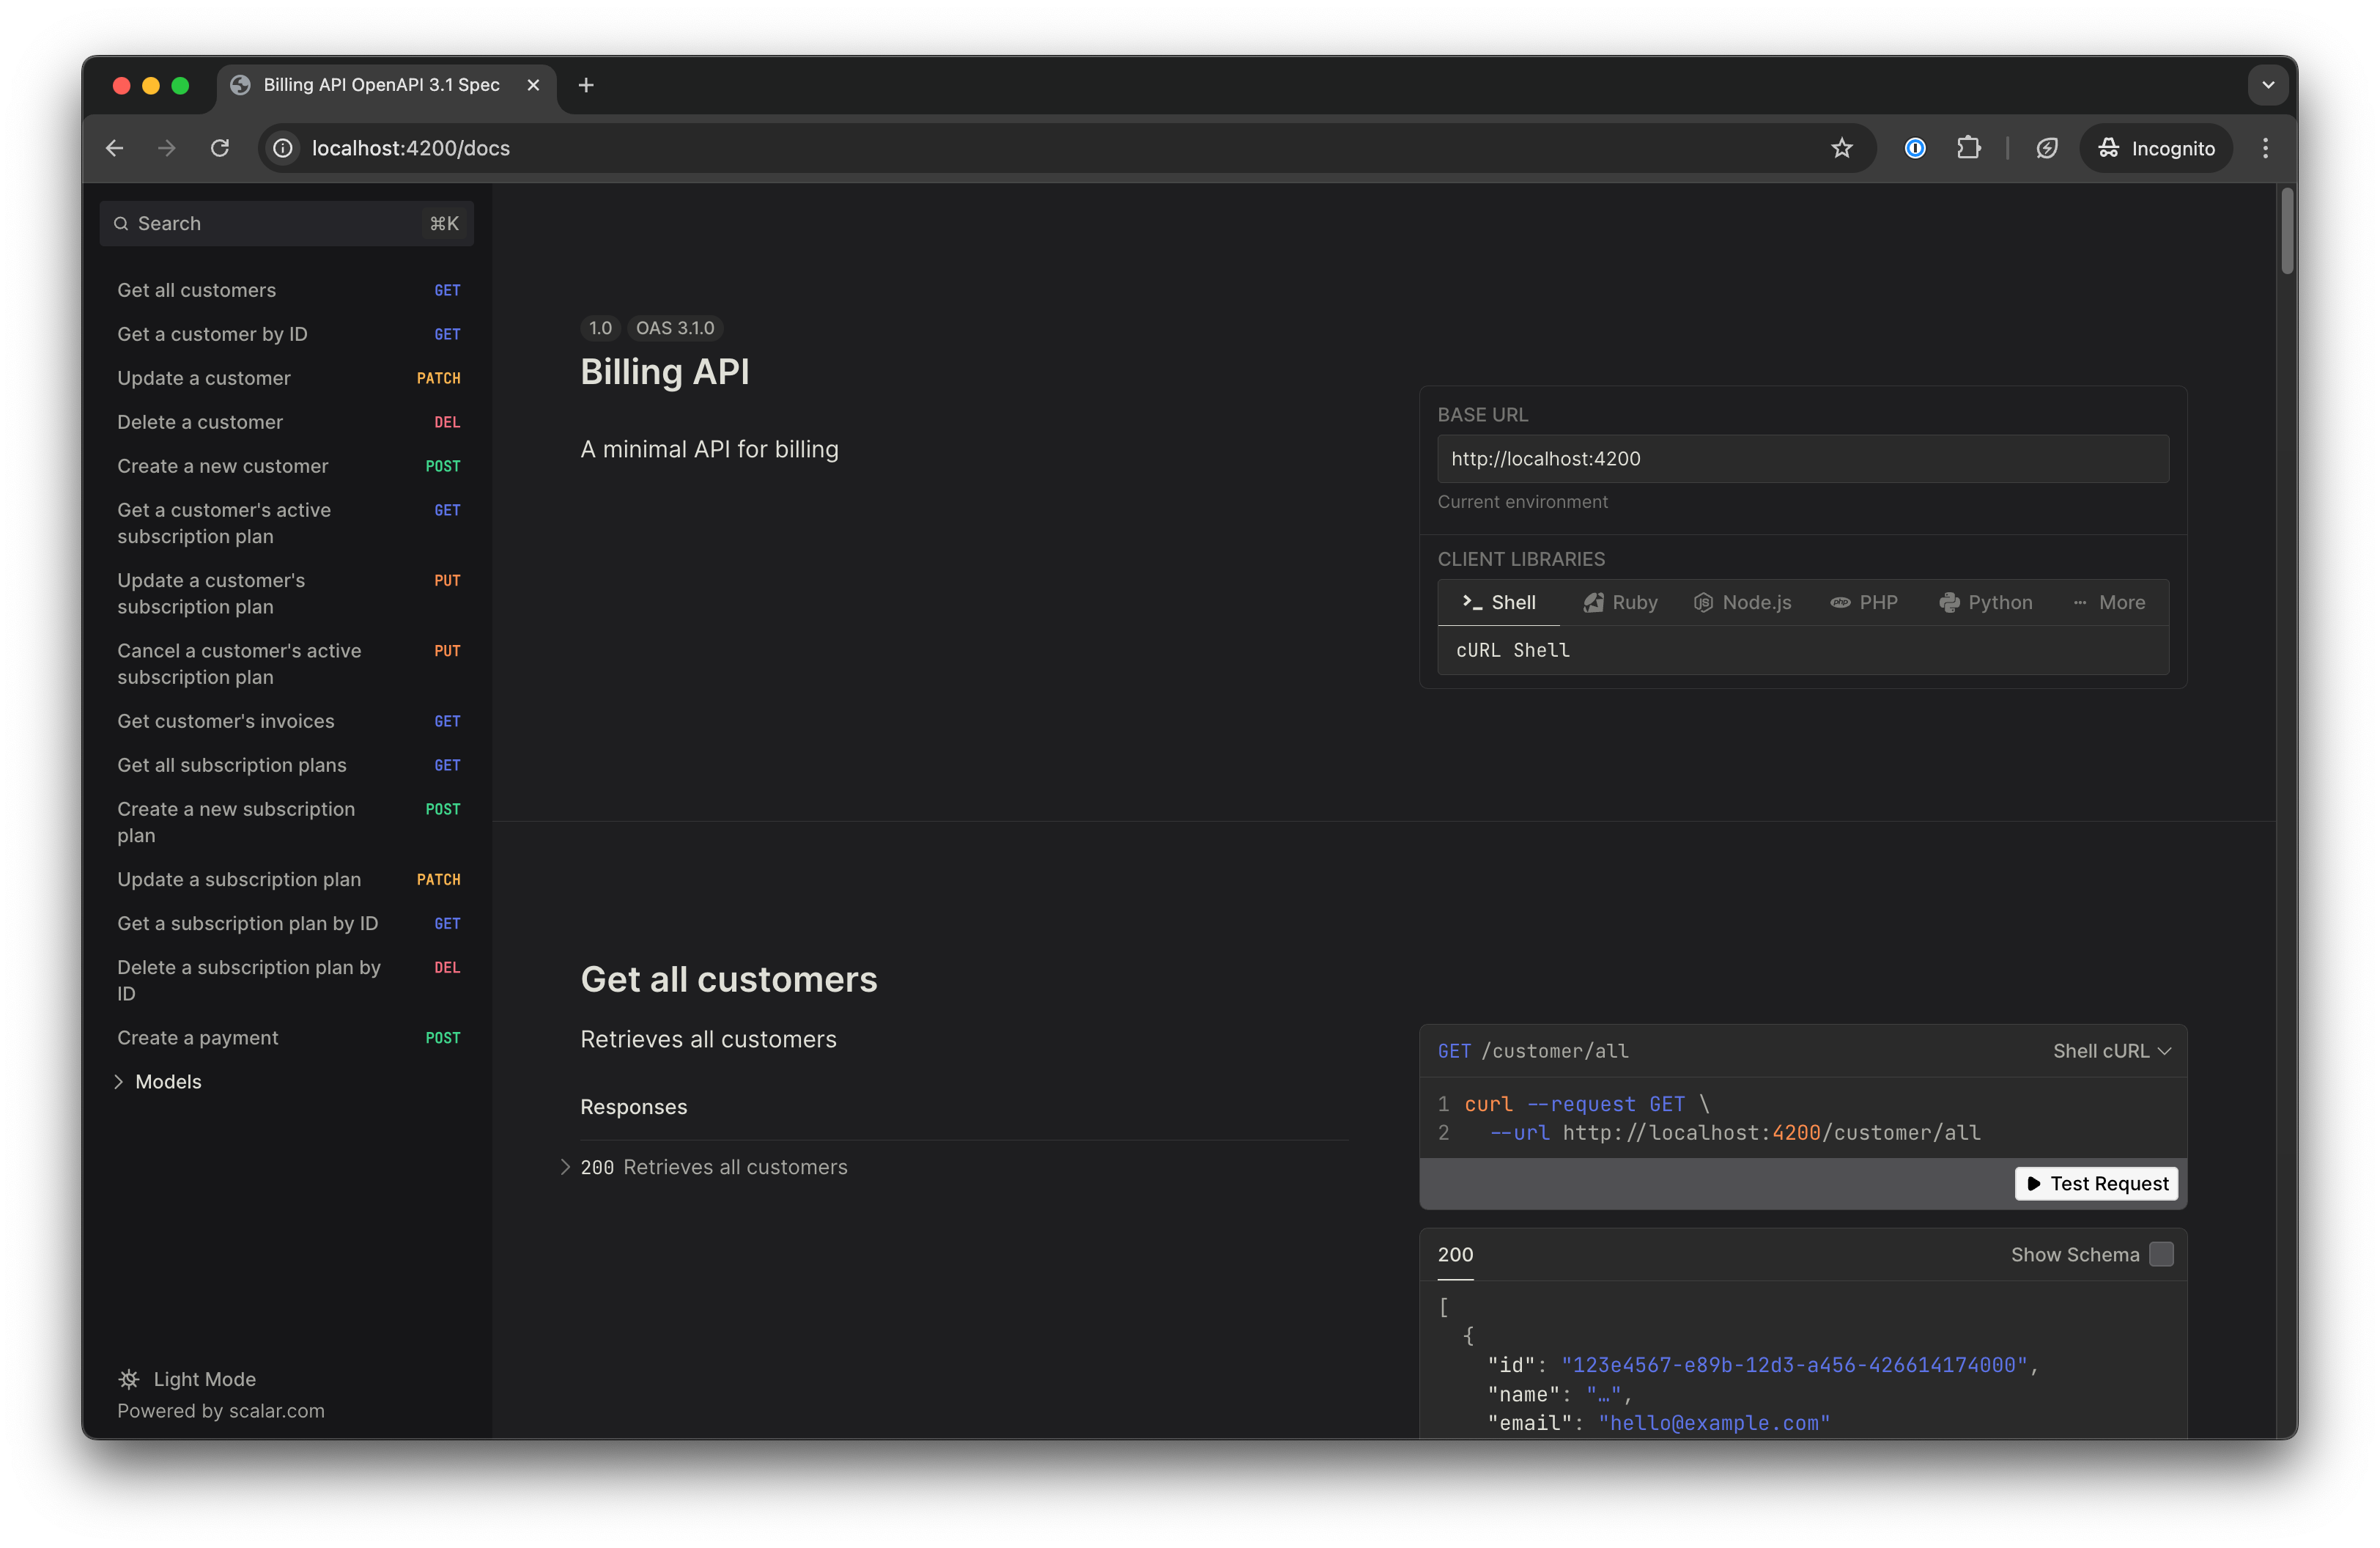 Billing API OpenAPI 3.1 Spec
localhost:4200/docs
Incognito
Search
⌘K
Get all customers GET
Get a customer by ID GET
Update a customer PATCH
Delete a customer DEL
Create a new customer POST
Get a customer's active GET
subscription plan
Update a customer's PUT
subscription plan
Cancel a customer's active PUT
subscription plan
Get customer's invoices GET
Get all subscription plans GET
Create a new subscription POST
plan
Update a subscription plan PATCH
Get a subscription plan by ID GET
Delete a subscription plan by DEL
ID
Create a payment POST
Models
Light Mode
Powered by scalar.com
1.0 OAS 3.1.0
Billing API
A minimal API for billing
BASE URL
http://localhost:4200
Current environment
CLIENT LIBRARIES
Shell Ruby Node.js PHP Python More
cURL Shell
Get all customers
Retrieves all customers
Responses
200 Retrieves all customers
GET /customer/all Shell cURL
1 curl --request GET \
2 --url http://localhost:4200/customer/all
Test Request
200 Show Schema
[
{
"id": "123e4567-e89b-12d3-a456-426614174000",
"name": "…",
"email": "hello@example.com"